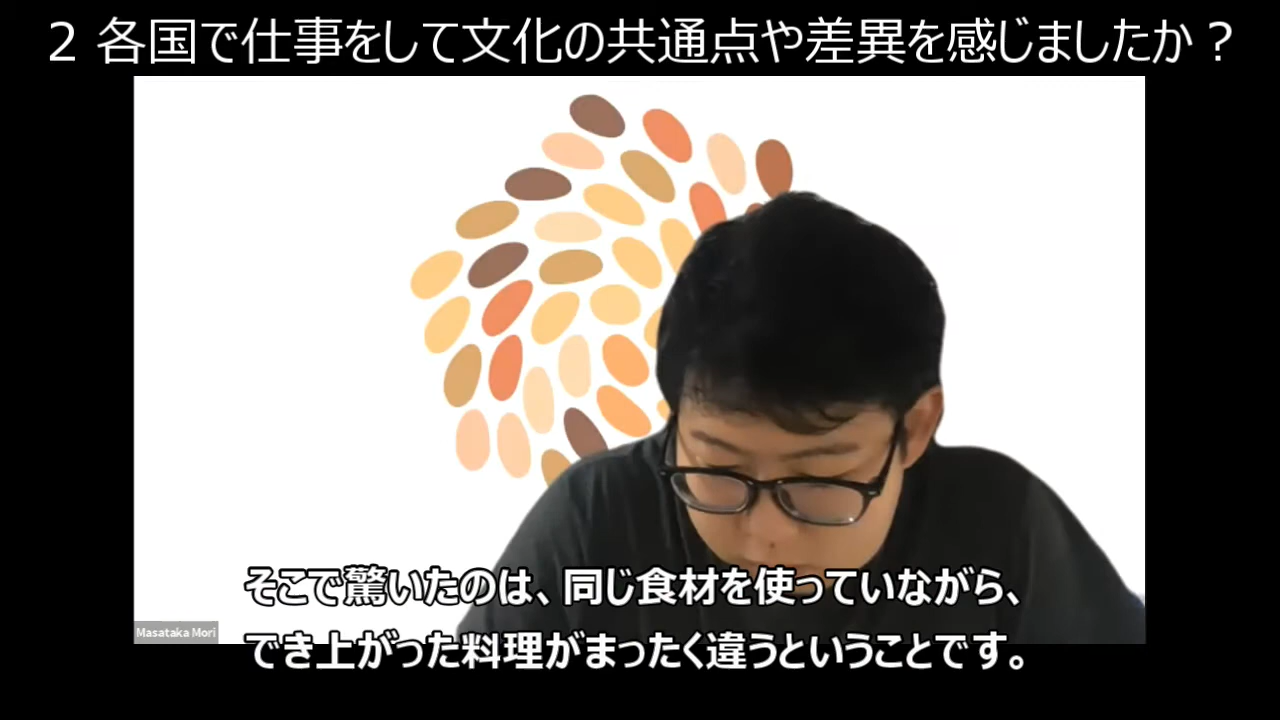 2 各国で仕事をして文化の共通点や差異を感じましたか？
そこで驚いたのは、同じ食材を使っていながら、
Masataka Mori
でき上がった料理がまったく違うということです。